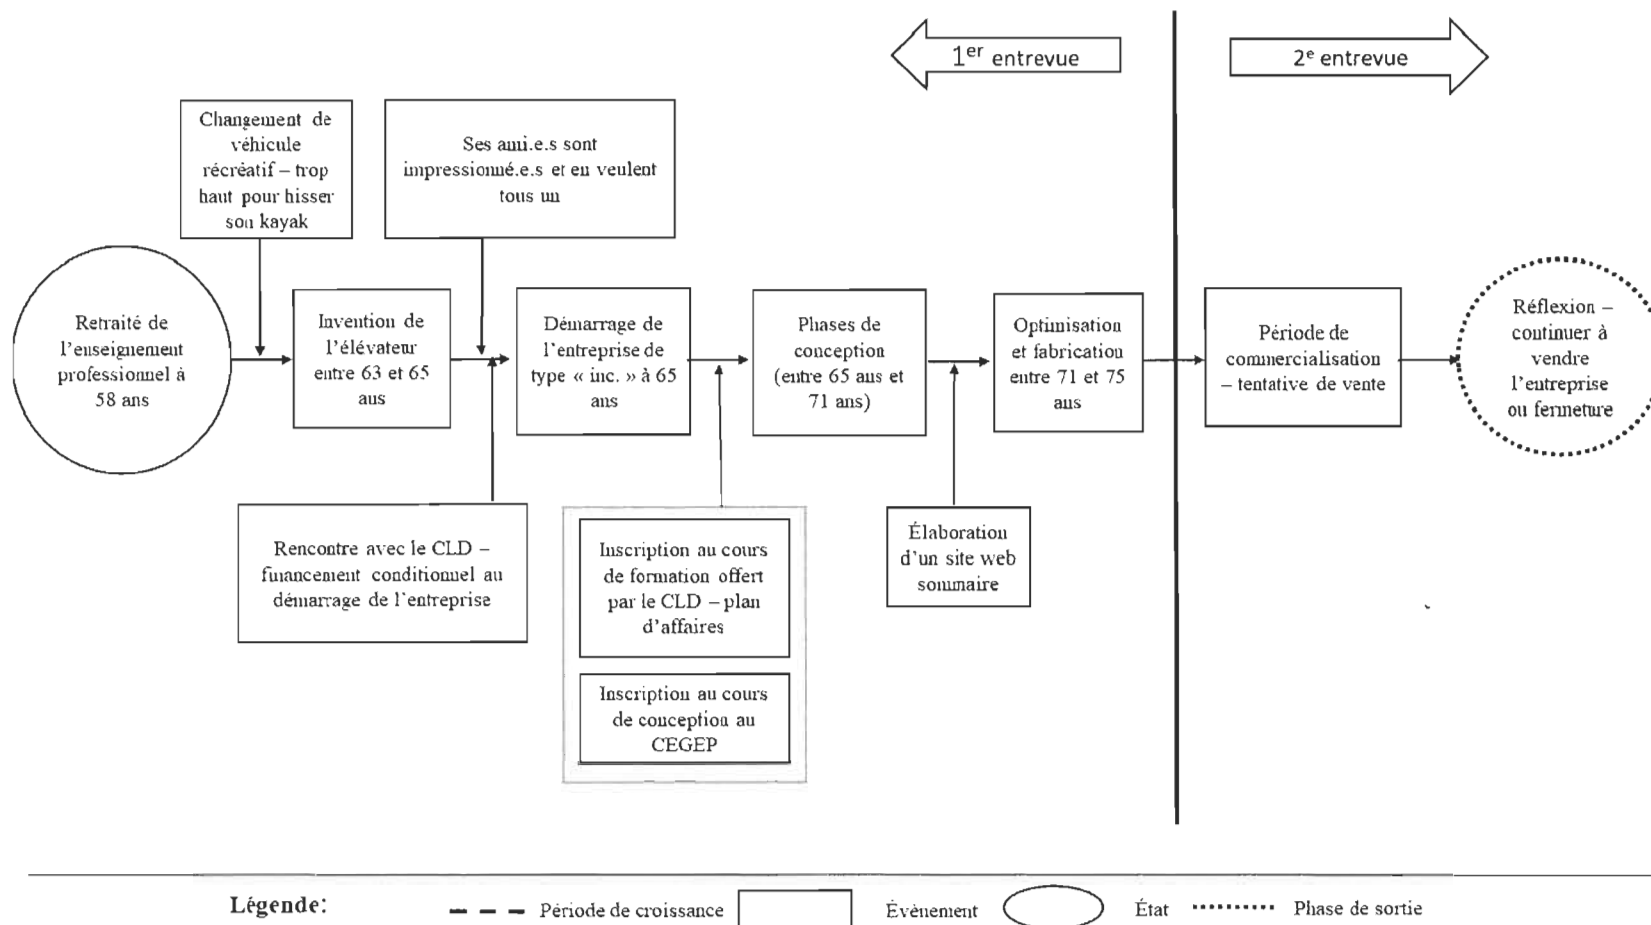 1er entrevue
2e entrevue
Changement de
véhicule
récréatif – trop
haut pour hisser
son kayak
Ses ami.e.s sont
impressionné.e.s et en veulent
tous un
Retraité de
l'enseignement
professionnel à
58 ans
Invention de
l'élévateur
entre 63 et 65
ans
Démarrage de
l'entreprise de
type « inc. » à 65
ans
Phases de
conception
(entre 65 ans et
71 ans)
Optimisation
et fabrication
entre 71 et 75
ans
Période de
commercialisation
– tentative de vente
Réflexion –
continuer à
vendre
l'entreprise
ou fermeture
Rencontre avec le CLD –
financement conditionnel au
démarrage de l'entreprise
Inscription au cours
de formation offert
par le CLD – plan
d'affaires
Inscription au cours
de conception au
CEGEP
Élaboration
d'un site web
sommaire
Légende:
Période de croissance
Évènement
État
Phase de sortie